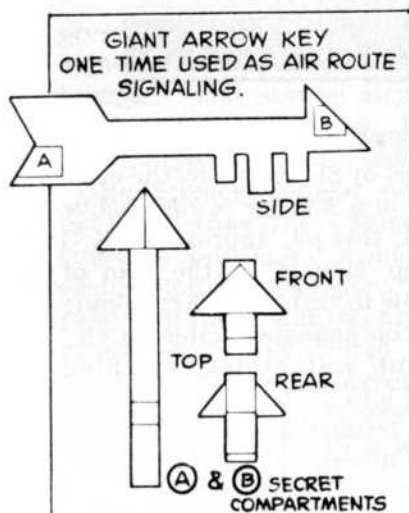 GIANT ARROW KEY
ONE TIME USED AS AIR ROUTE
SIGNALING.
A
B
SIDE
FRONT
TOP
REAR
A & B SECRET
COMPARTMENTS